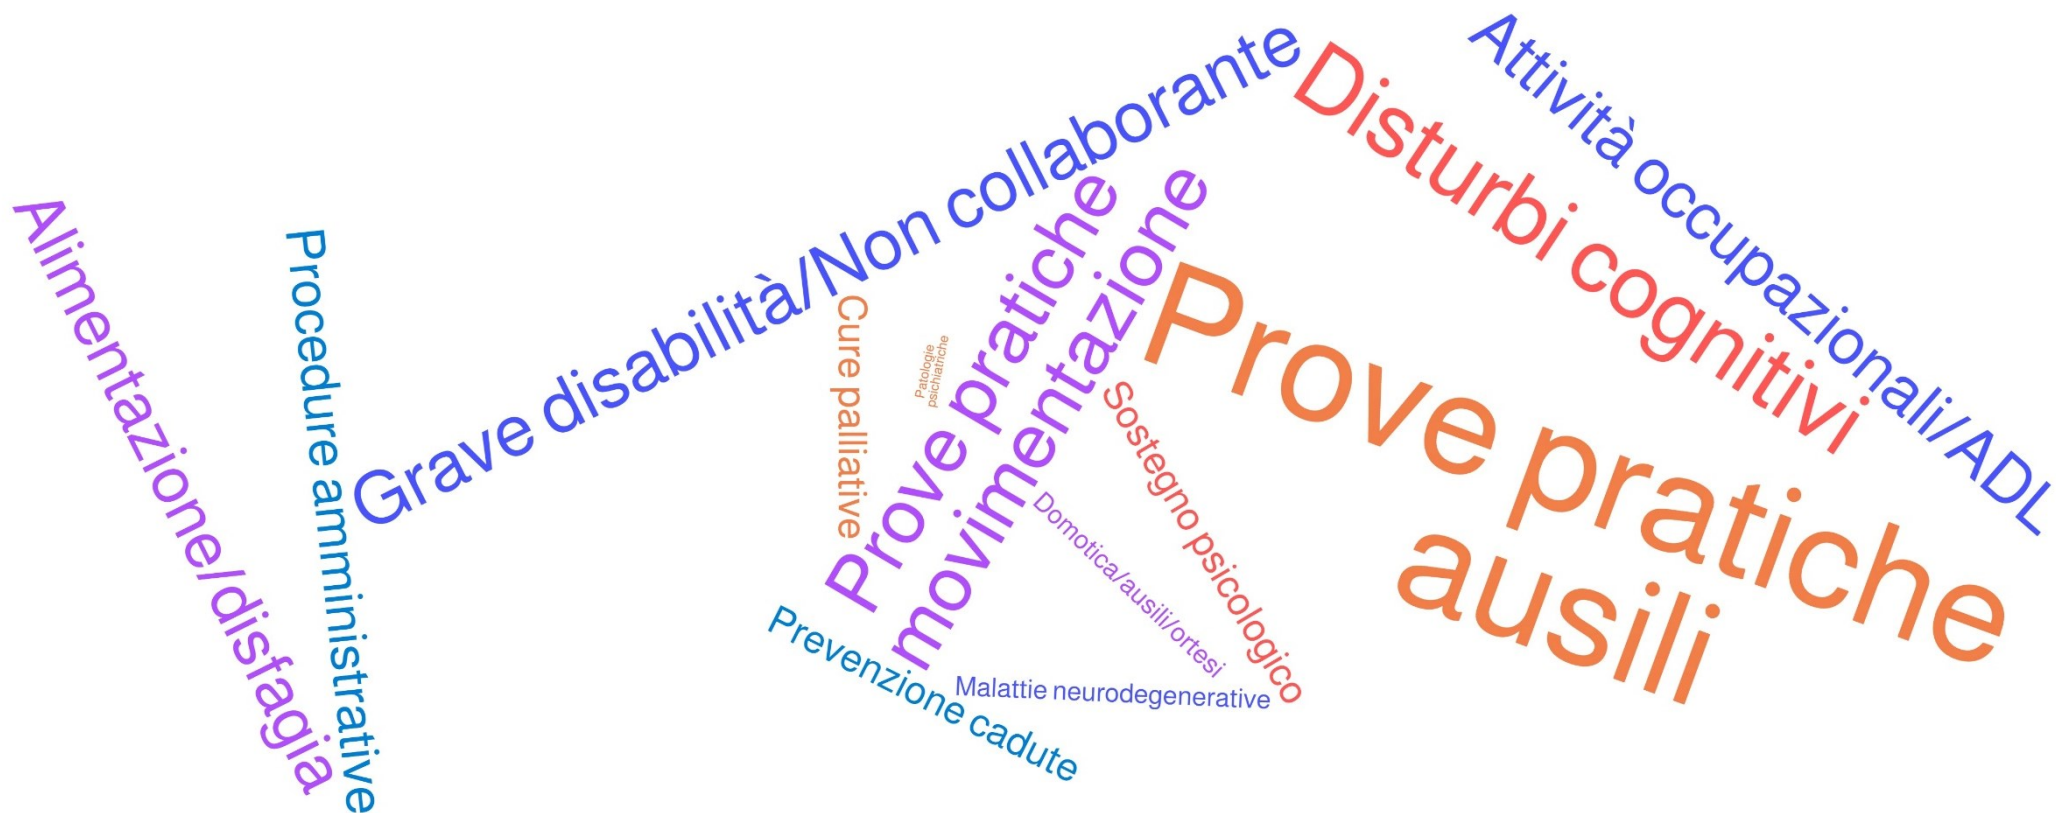 Alimentazione/disfagia
Procedure amministrative
Grave disabilità/Non collaborante
Cure palliative
Patologie
psichiatriche
Prove pratiche
movimentazione
Prevenzione cadute
Malattie neurodegenerative
Domotica/ausili/ortesi
Sostegno psicologico
Prove pratiche
ausili
Disturbi cognitivi
Attività occupazionali/ADL